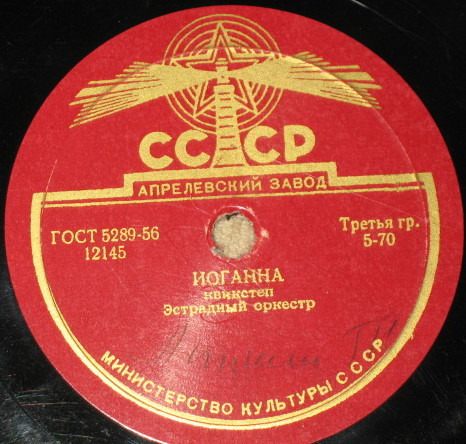 СССР
АПРЕЛЕВСКИЙ ЗАВОД
ГОСТ 5289-56
12145
Третья гр.
5-70
ИОГАННА
квикстеп
Эстрадный оркестр
МИНИСТЕРСТВО КУЛЬТУРЫ СССР